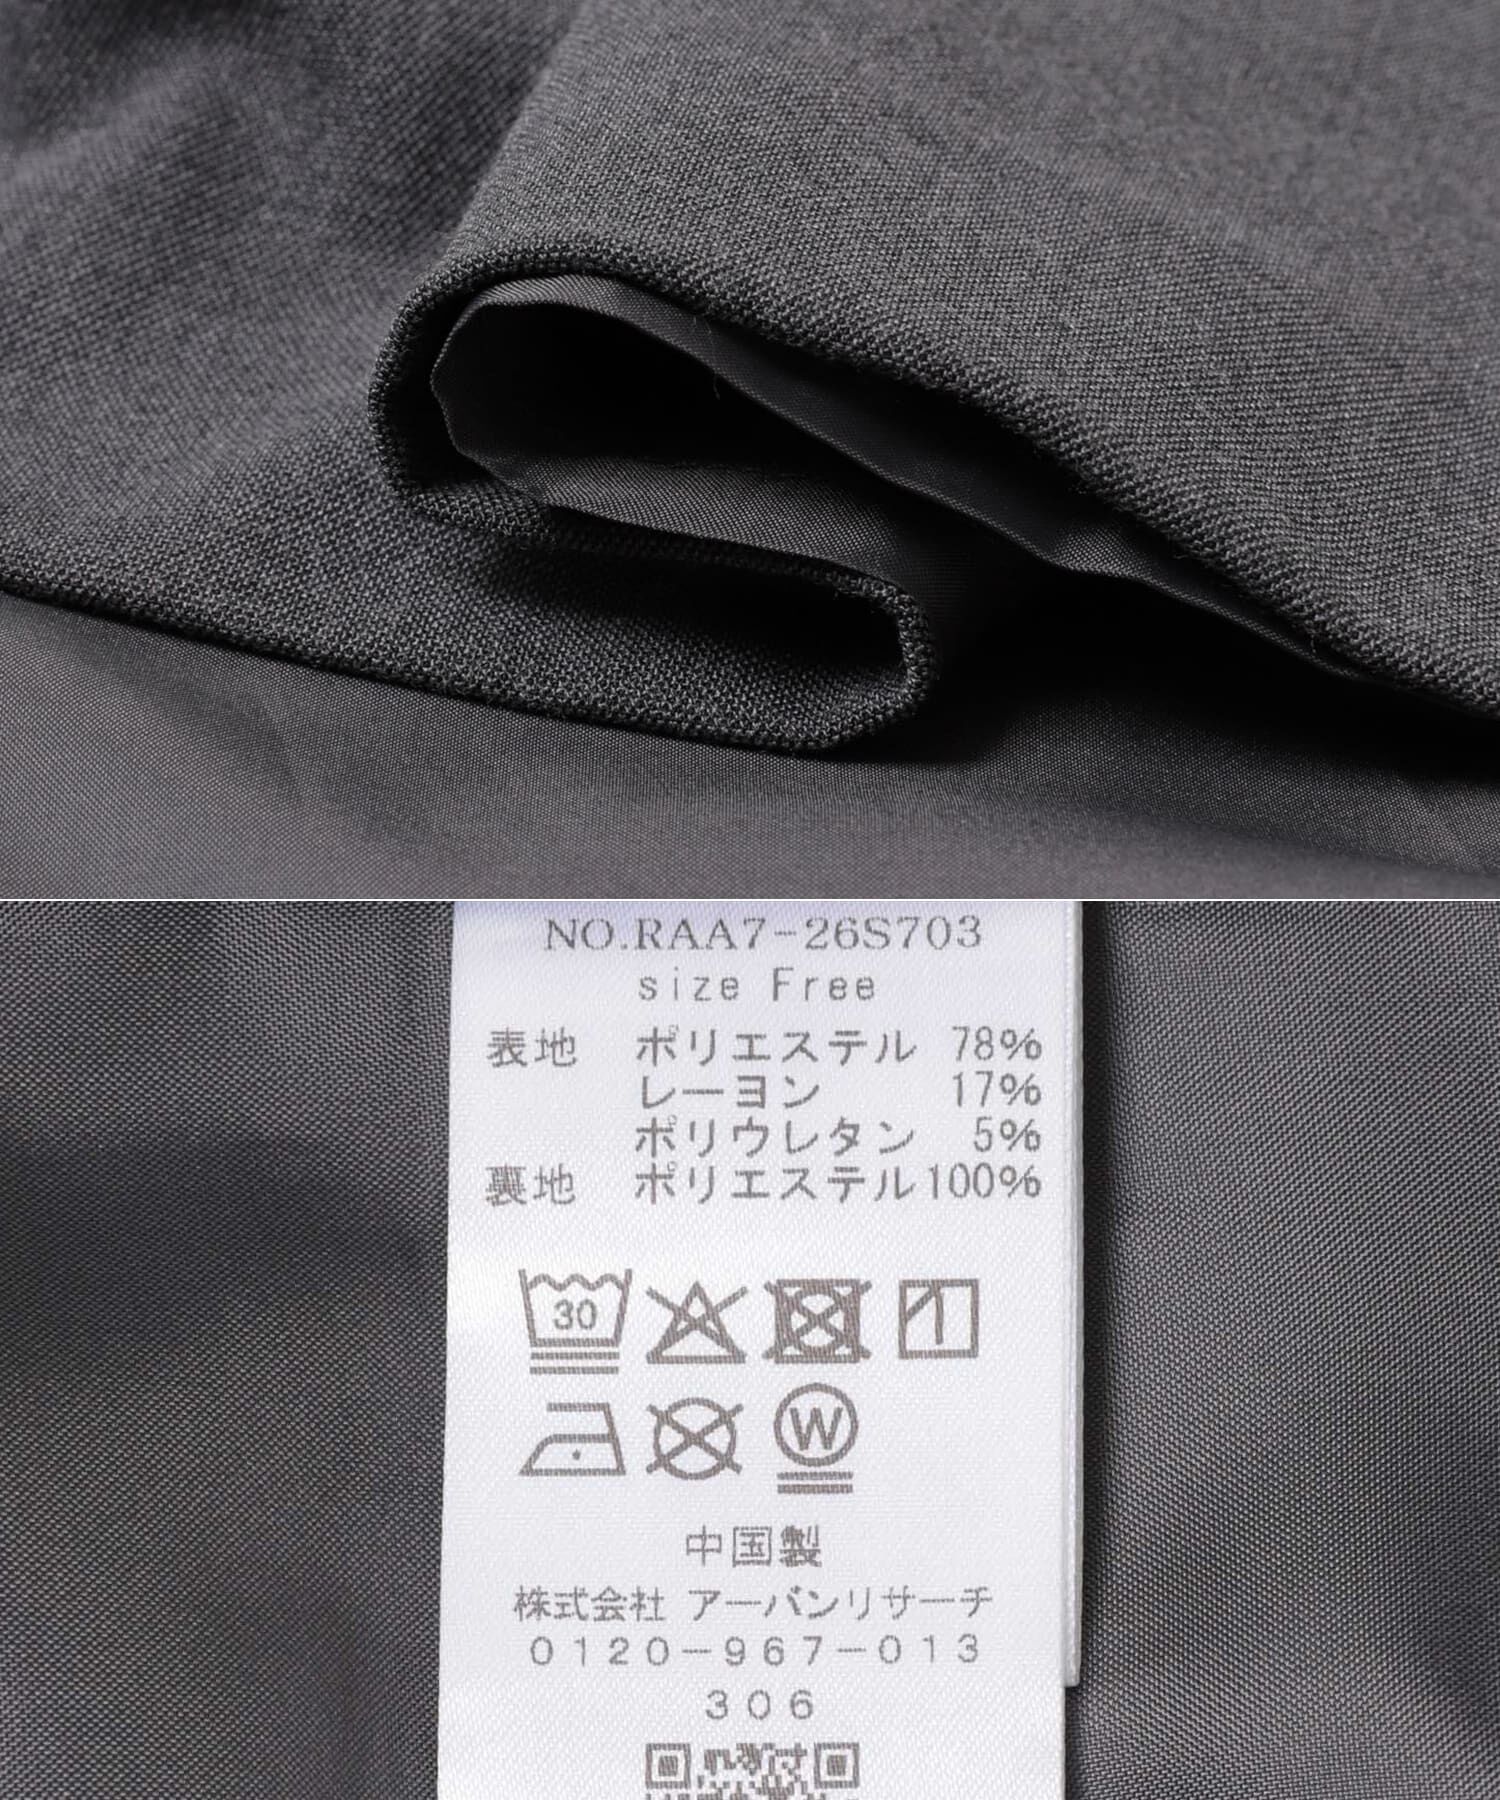 NO.RAA7-26S703
size Free
表地 ポリエステル 78%
レーヨン 17%
ポリウレタン 5%
裏地 ポリエステル100%
30
W
中国製
株式会社 アーバンリサーチ
0120-967-013
306